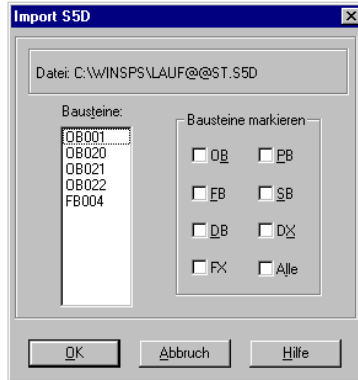 Import S5D
Datei: C:\WINSPS\LAUF@@ST.S5D
Bausteine:
OB001
OB020
OB021
OB022
FB004
Bausteine markieren
OB PB
FB SB
DB DX
FX Alle
OK Abbruch Hilfe